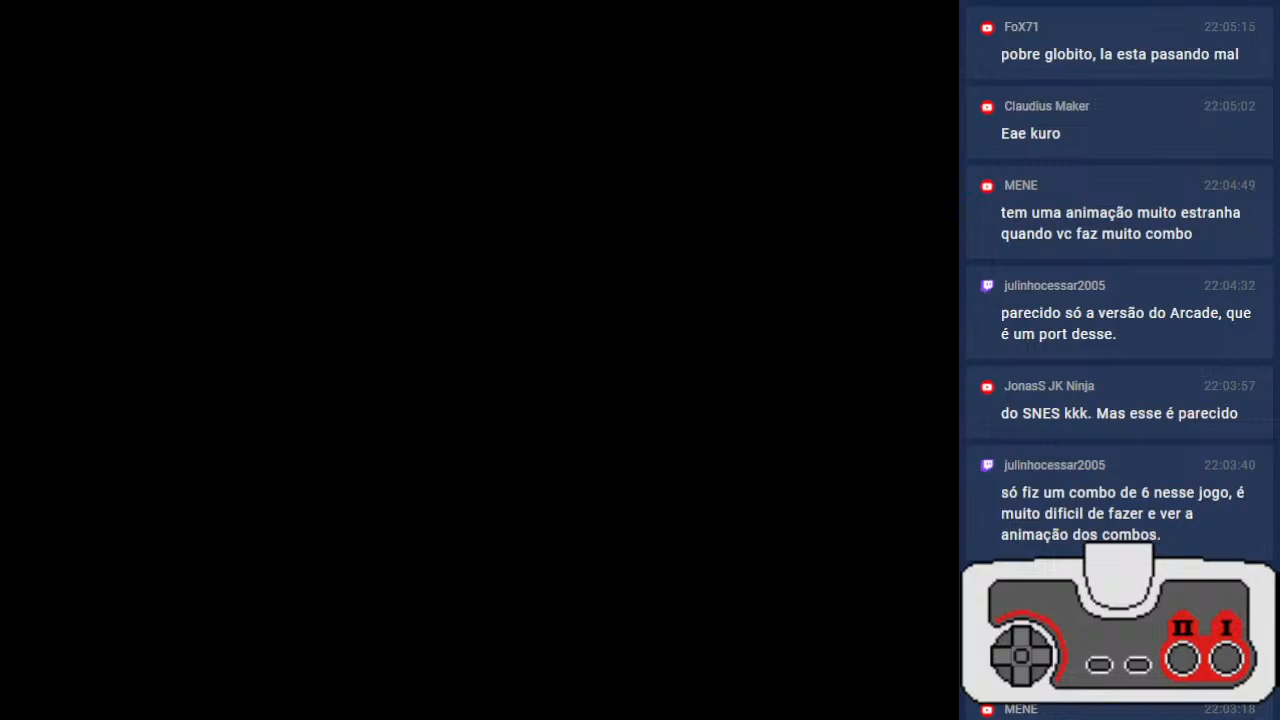 FoX71 22:05:15
pobre globito, la esta pasando mal
Claudius Maker 22:05:02
Eae kuro
MENE 22:04:49
tem uma animação muito estranha
quando vc faz muito combo
julinhocessar2005 22:04:32
parecido só a versão do Arcade, que
é um port desse.
JonasS JK Ninja 22:03:57
do SNES kkk. Mas esse é parecido
julinhocessar2005 22:03:40
só fiz um combo de 6 nesse jogo, é
muito dificil de fazer e ver a
animação dos combos.
II I
MENE 22:03:18